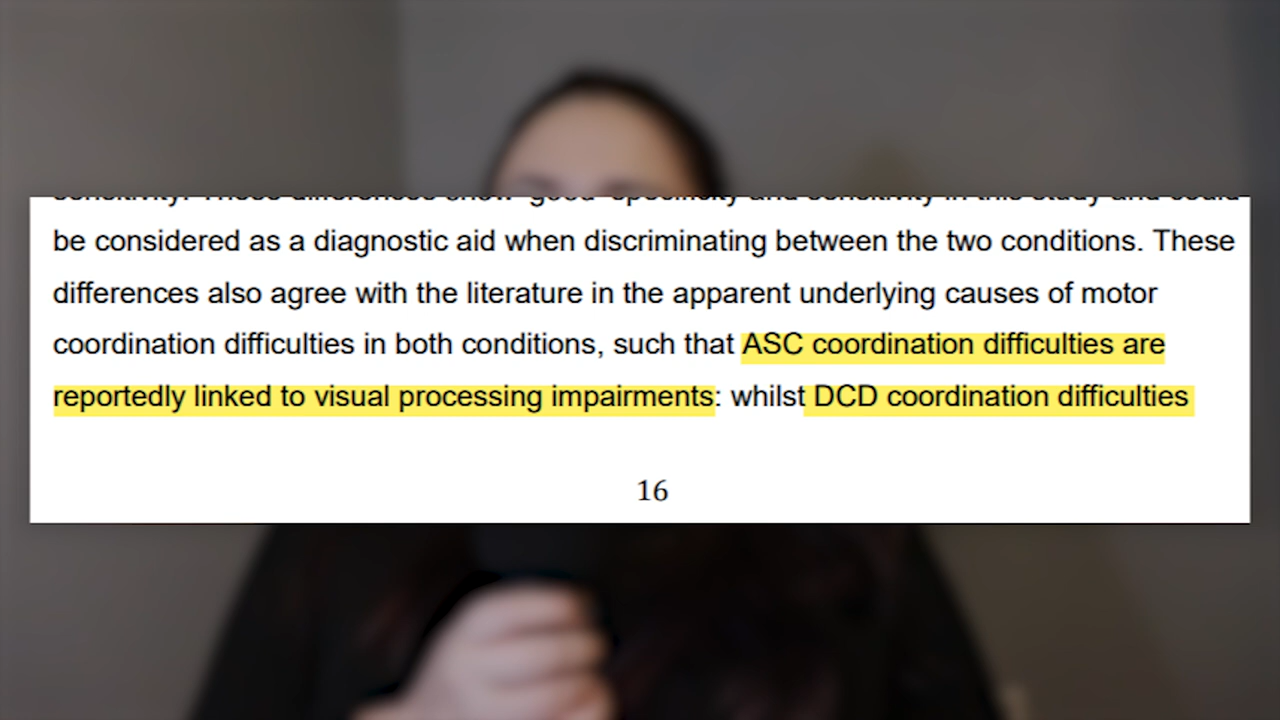 be considered as a diagnostic aid when discriminating between the two conditions. These
differences also agree with the literature in the apparent underlying causes of motor
coordination difficulties in both conditions, such that ASC coordination difficulties are
reportedly linked to visual processing impairments: whilst DCD coordination difficulties
16